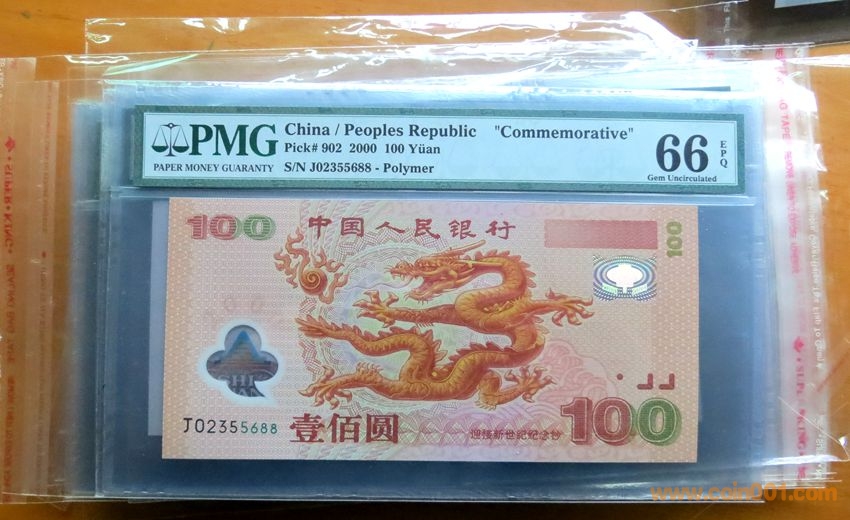 PMG
PAPER MONEY GUARANTY
China / Peoples Republic "Commemorative"
Pick# 902 2000 100 Yüan
S/N J02355688 - Polymer
66
EPQ
Gem Uncirculated
100
中国人民银行
100
J02355688
壹佰圆
迎接新世纪纪念钞
100
SUPER KING
www.coin001.com